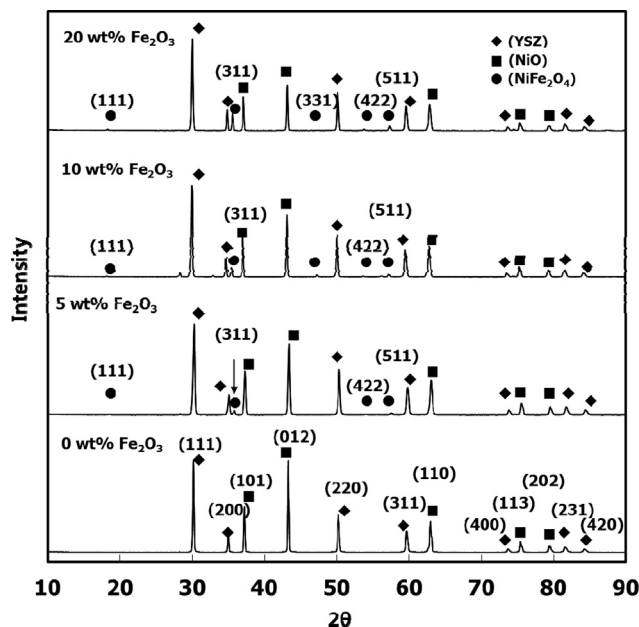 20 wt% Fe₂O₃
(YSZ)
(NiO)
(NiFe₂O₄)
(311)
(511)
(111)
(331)
(422)
10 wt% Fe₂O₃
(311)
(511)
(111)
(422)
5 wt% Fe₂O₃
(311)
(511)
(111)
(422)
0 wt% Fe₂O₃
(111)
(012)
(101)
(200)
(220)
(110)
(311)
(202)
(113)
(231)
(400)
(420)
10 20 30 40 50 60 70 80 90
2θ
Intensity